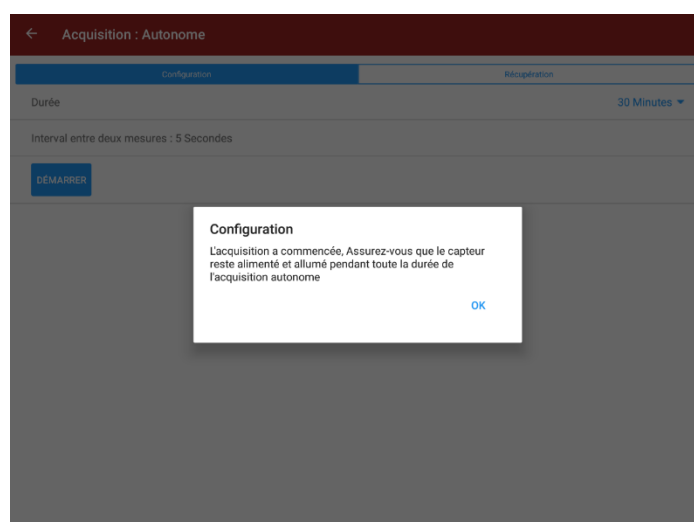 Acquisition : Autonome
Configuration
Récupération
Durée
30 Minutes
Interval entre deux mesures : 5 Secondes
DÉMARRER
Configuration
L'acquisition a commencée, Assurez-vous que le capteur
reste alimenté et allumé pendant toute la durée de
l'acquisition autonome
OK